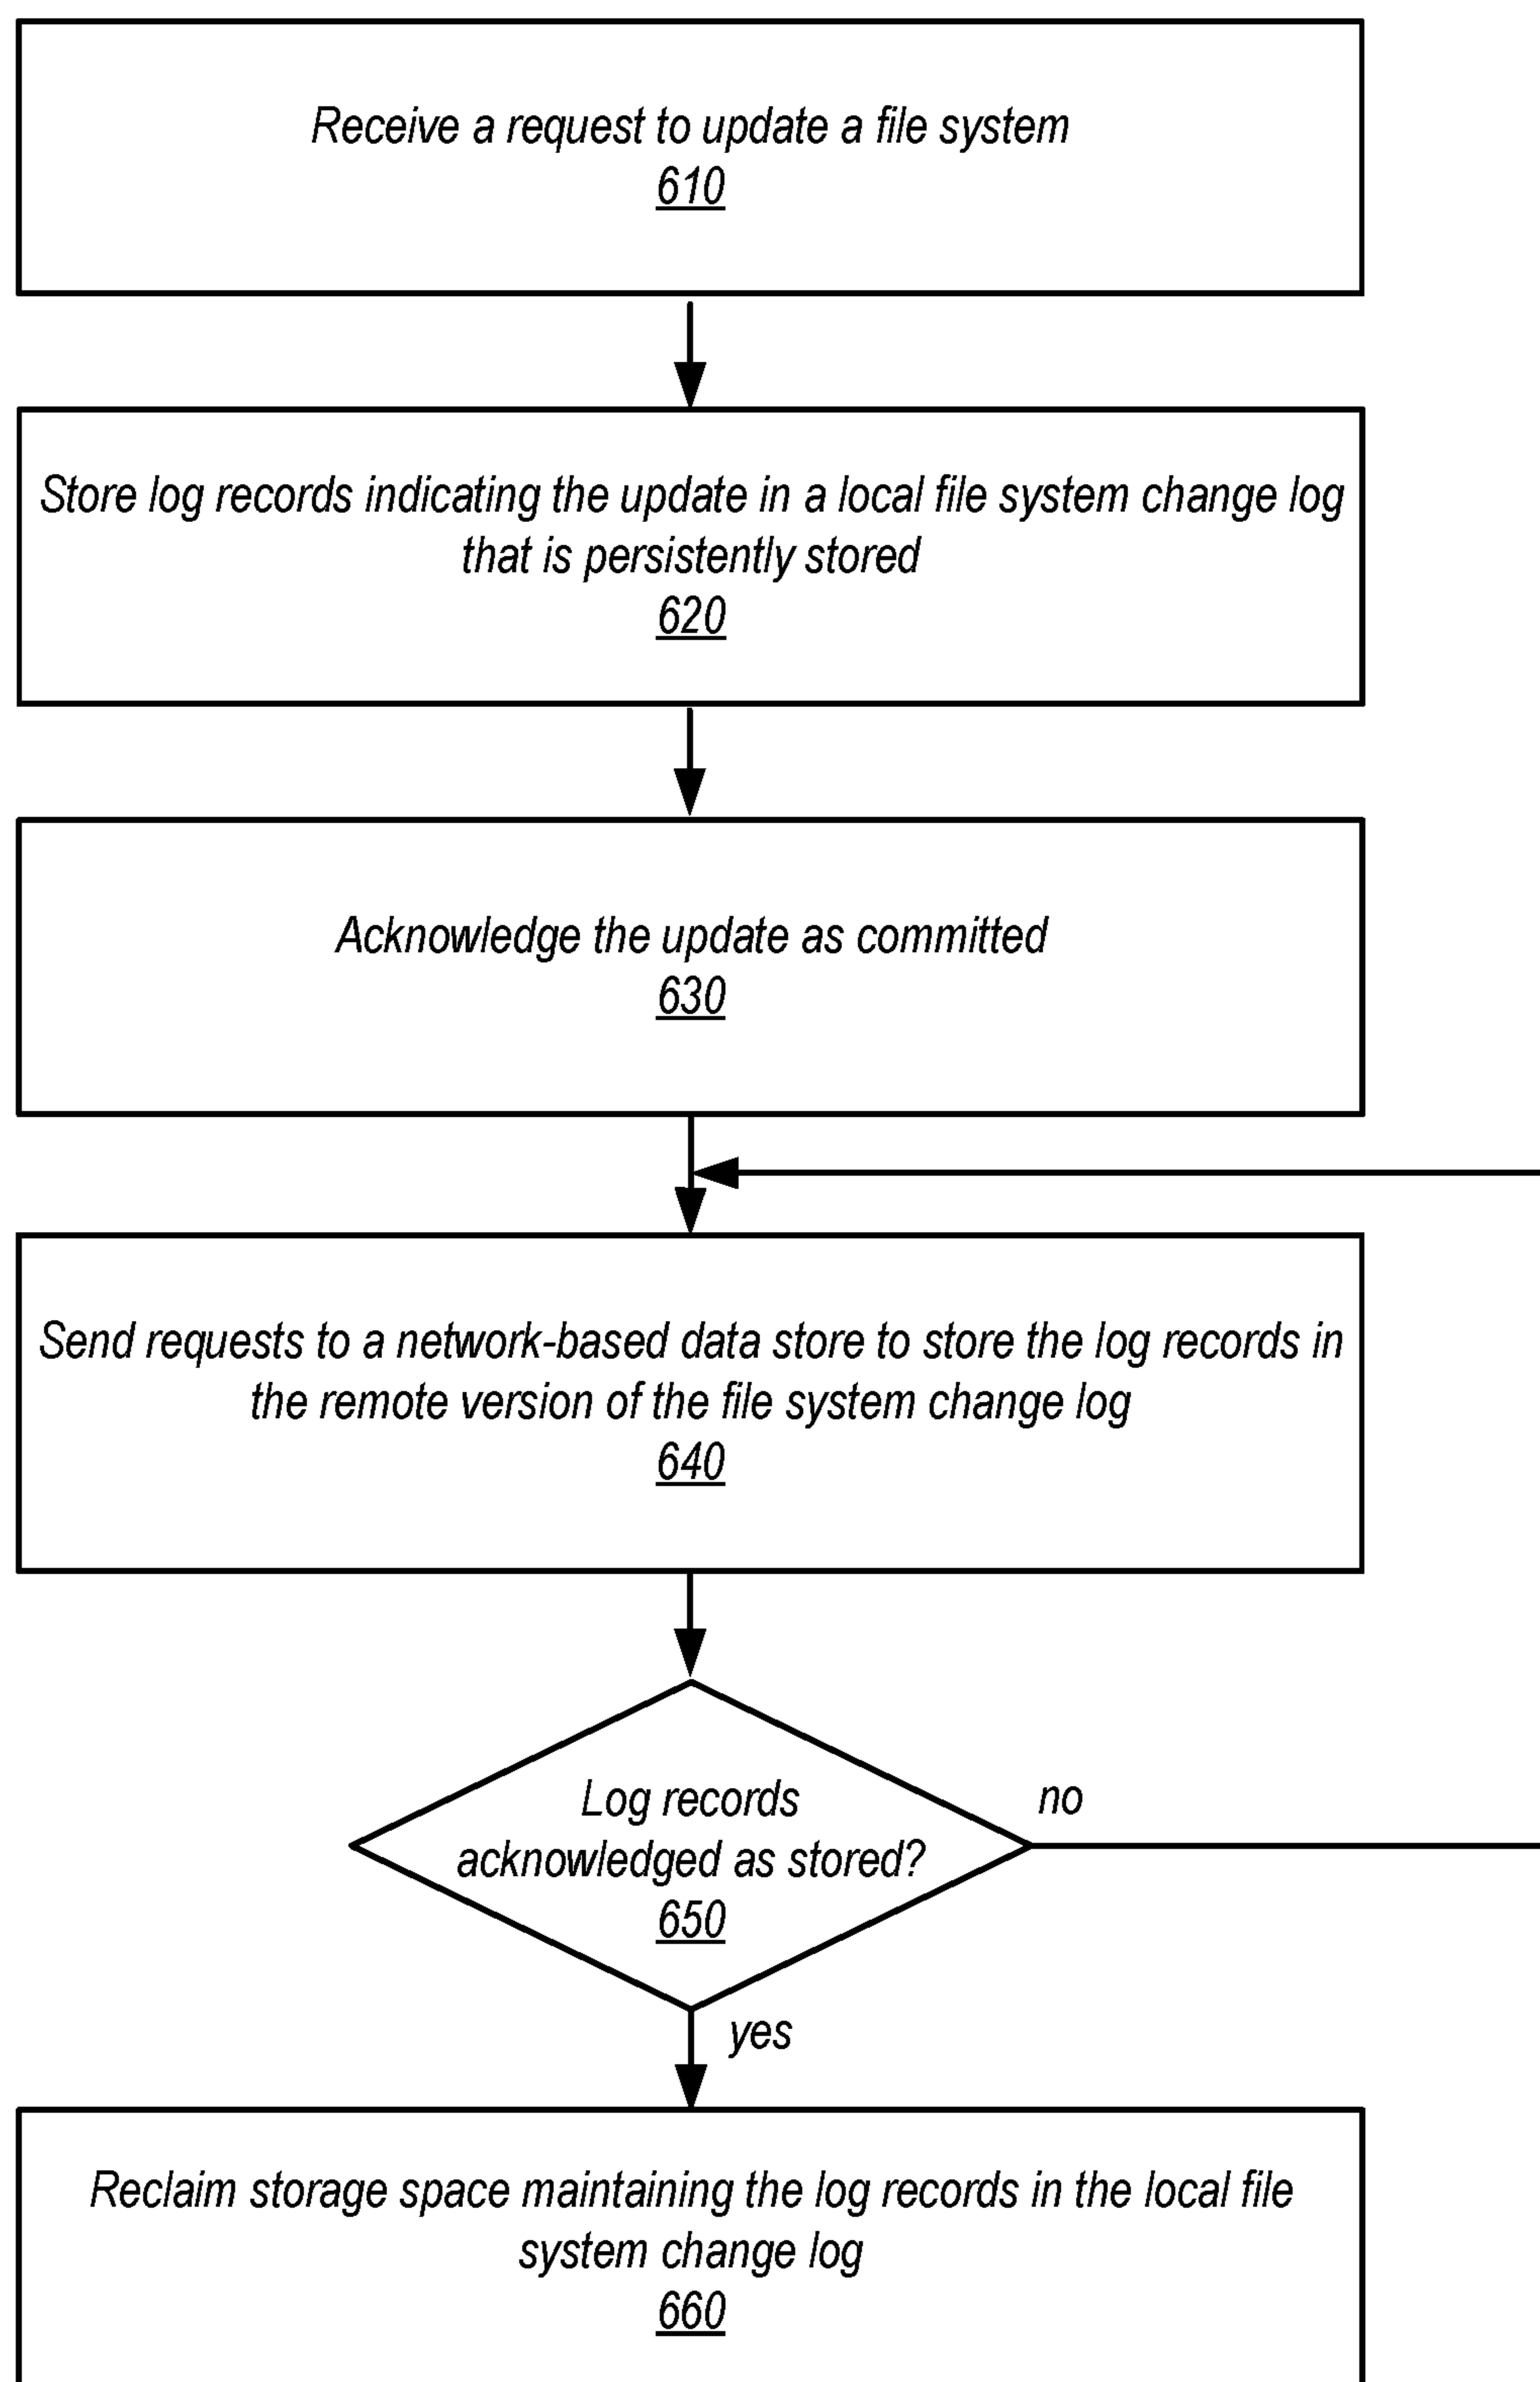 Receive a request to update a file system
610
Store log records indicating the update in a local file system change log
that is persistently stored
620
Acknowledge the update as committed
630
Send requests to a network-based data store to store the log records in
the remote version of the file system change log
640
Log records
acknowledged as stored?
650
no
yes
Reclaim storage space maintaining the log records in the local file
system change log
660